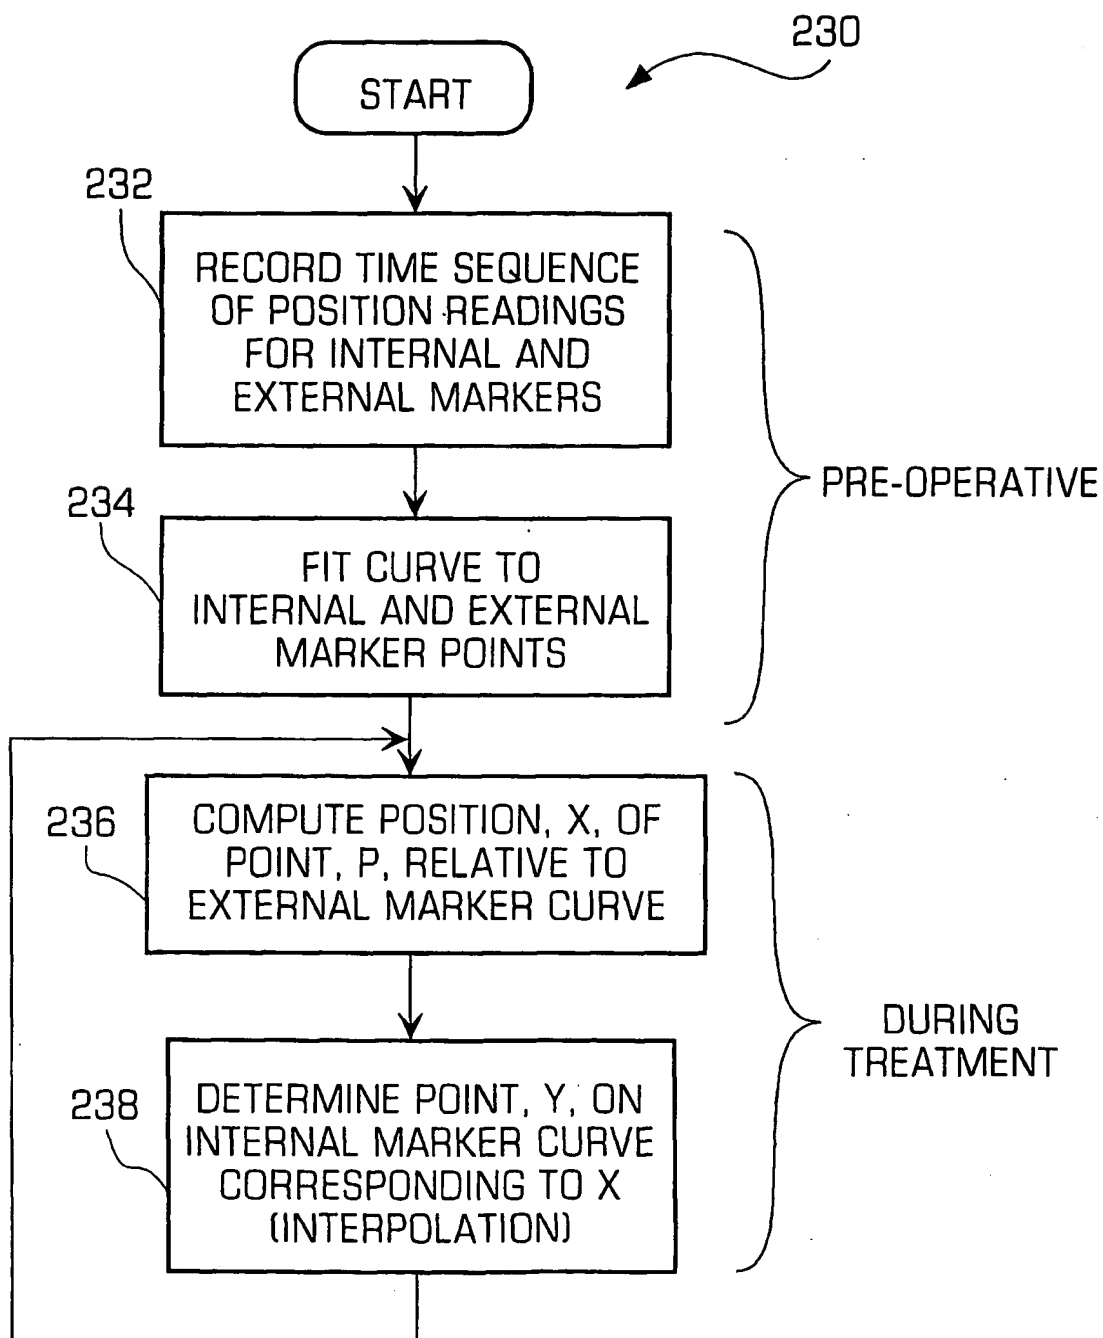 230
START
232
RECORD TIME SEQUENCE
OF POSITION READINGS
FOR INTERNAL AND
EXTERNAL MARKERS
PRE-OPERATIVE
234
FIT CURVE TO
INTERNAL AND EXTERNAL
MARKER POINTS
236
COMPUTE POSITION, X, OF
POINT, P, RELATIVE TO
EXTERNAL MARKER CURVE
DURING
TREATMENT
238
DETERMINE POINT, Y, ON
INTERNAL MARKER CURVE
CORRESPONDING TO X
(INTERPOLATION)